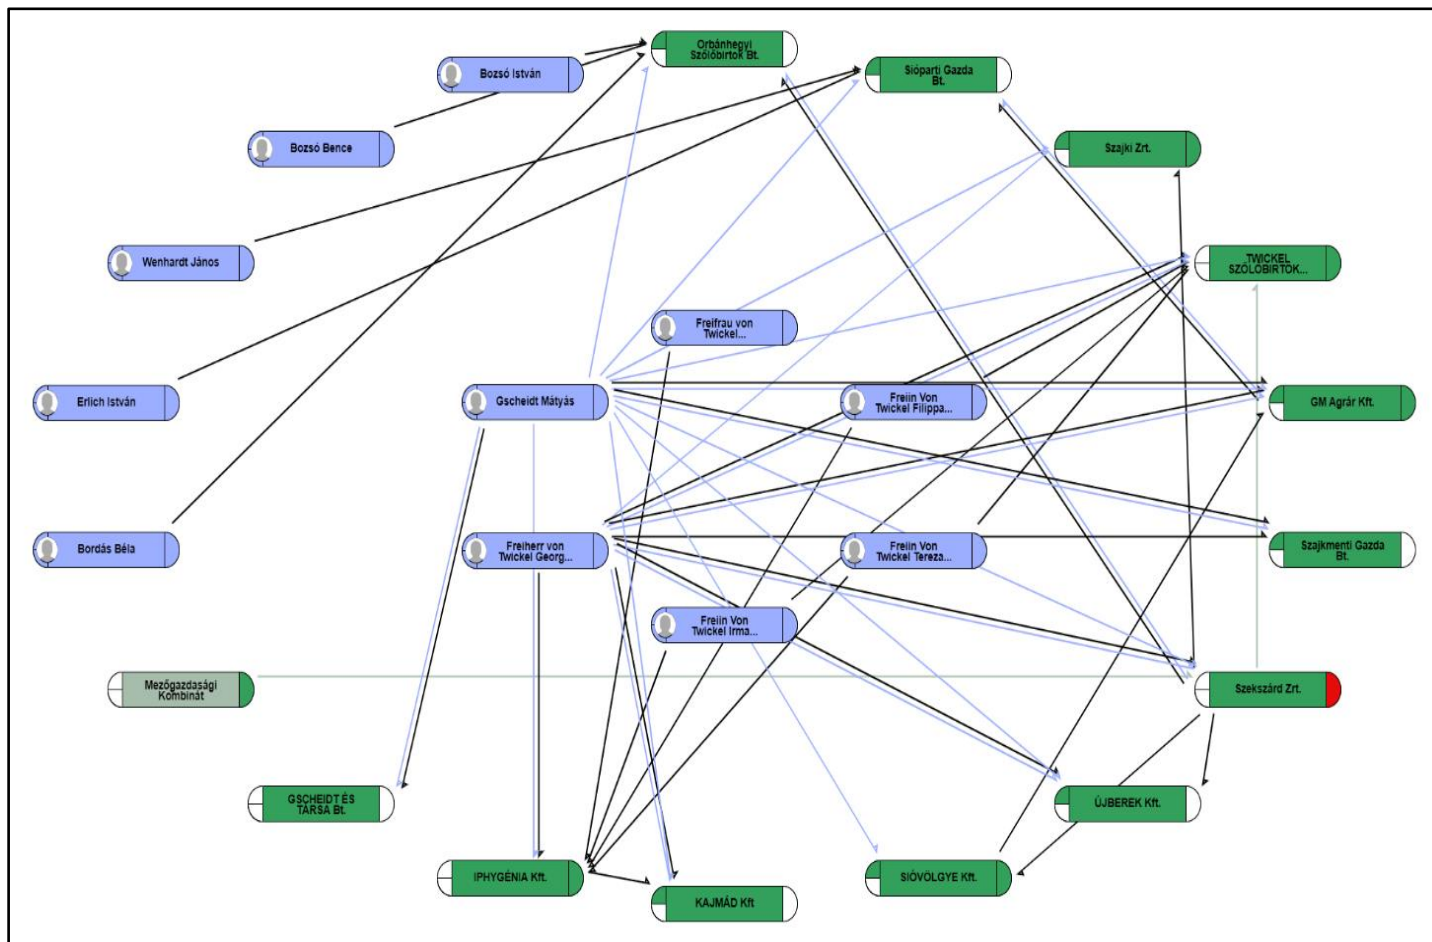 Orbánhegyi
Szőlőbirtok Bt.
Bozsó István
Sióparti Gazda
Bt.
Bozsó Bence
Szajki Zrt.
Wenhardt János
TWICKEL
SZŐLŐBIRTOK...
Freifrau von
Twickel...
Erlich István
Gscheidt Mátyás
Freiin Von
Twickel Filippa...
GM Agrár Kft.
Bordás Béla
Freiherr von
Twickel Georg...
Freiin Von
Twickel Tereza...
Szajkmenti Gazda
Bt.
Freiin Von
Twickel Irma...
Mezőgazdasági
Kombinát
Szekszárd Zrt.
GSCHEIDT ÉS
TÁRSA Bt.
ÚJBEREK Kft.
IPHYGÉNIA Kft.
SIÓVÖLGYE Kft.
KAJMÁD Kft